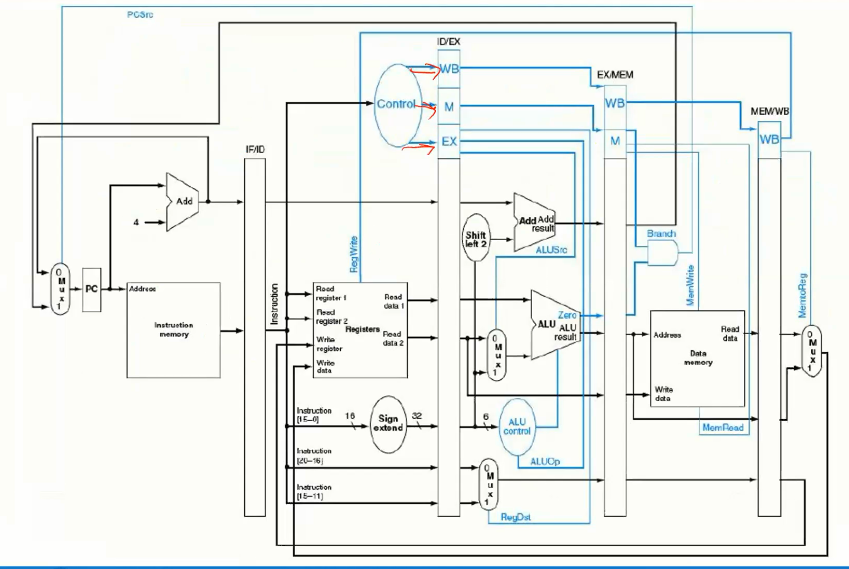 PCSrc
ID/EX
WB
EX/MEM
Control
M
WB
MEM/WB
EX
M
WB
IF/ID
Add
4
Add Add
result
Shift
left 2
Branch
ALUSrc
RegWrite
MemWrite
MemtoReg
0
M
u
x
1
PC
Address
Instruction
memory
Instruction
Read
register 1
Read
register 2
Registers
Write
register
Write
data
Read
data 1
Read
data 2
0
M
u
x
1
Zero
ALU ALU
result
Address
Read
data
Data
memory
Write
data
0
M
u
x
1
MemRead
Instruction
[15–0]
16
Sign
extend
32
6
ALU
control
Instruction
[20–16]
ALUOp
Instruction
[15–11]
0
M
u
x
1
RegDst